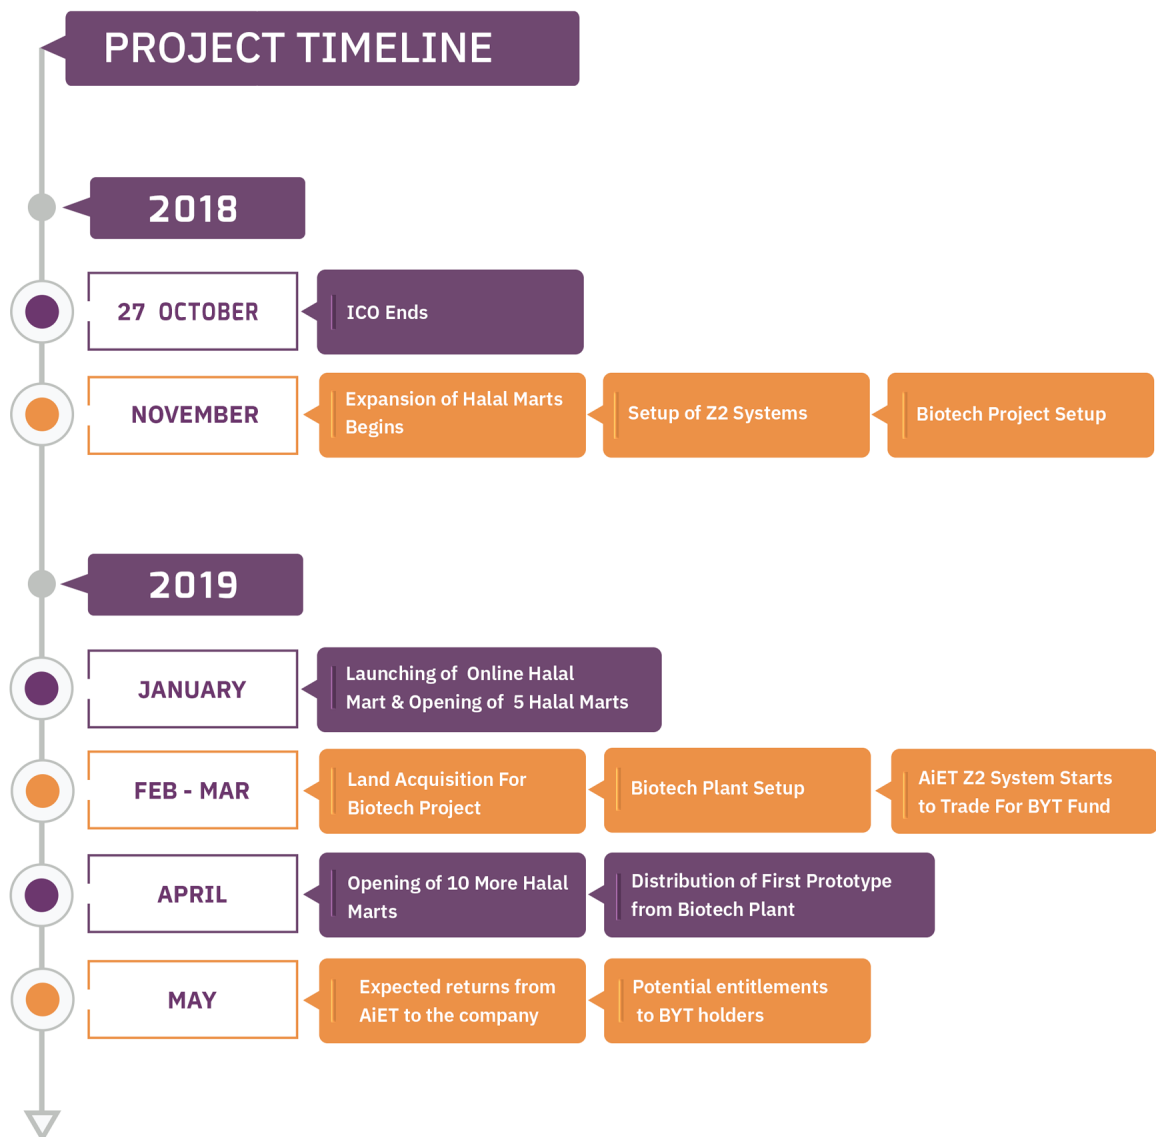 PROJECT TIMELINE
2018
27 OCTOBER
ICO Ends
NOVEMBER
Expansion of Halal Marts
Begins
Setup of Z2 Systems
Biotech Project Setup
2019
JANUARY
Launching of Online Halal
Mart & Opening of 5 Halal Marts
FEB - MAR
Land Acquisition For
Biotech Project
Biotech Plant Setup
AiET Z2 System Starts
to Trade For BYT Fund
APRIL
Opening of 10 More Halal
Marts
Distribution of First Prototype
from Biotech Plant
MAY
Expected returns from
AiET to the company
Potential entitlements
to BYT holders